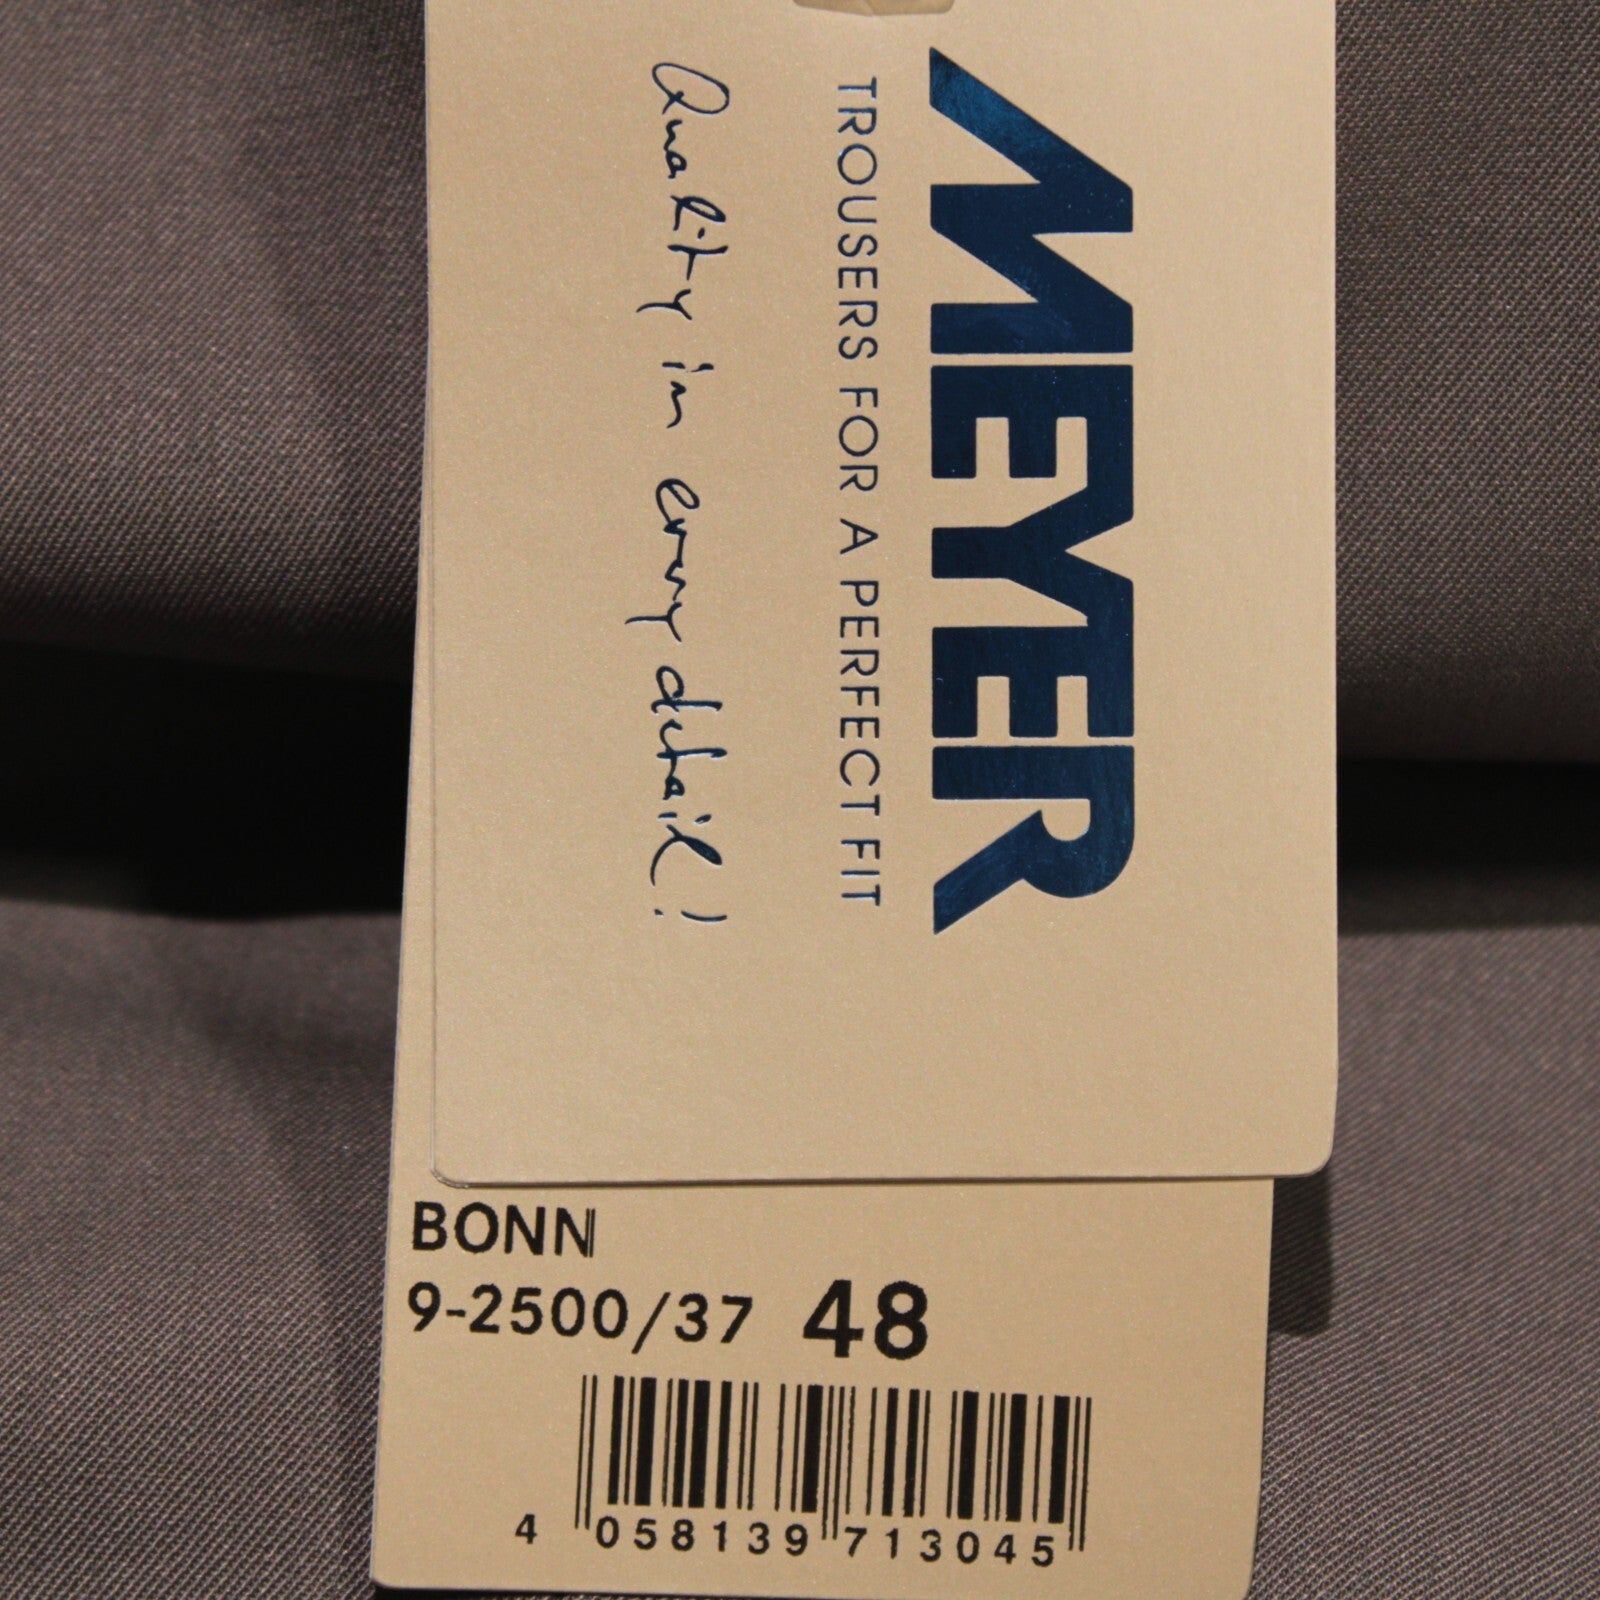 MEYER
TROUSERS FOR A PERFECT FIT
Quality in every detail!
BONN
9-2500/37 48
4 058139 713045